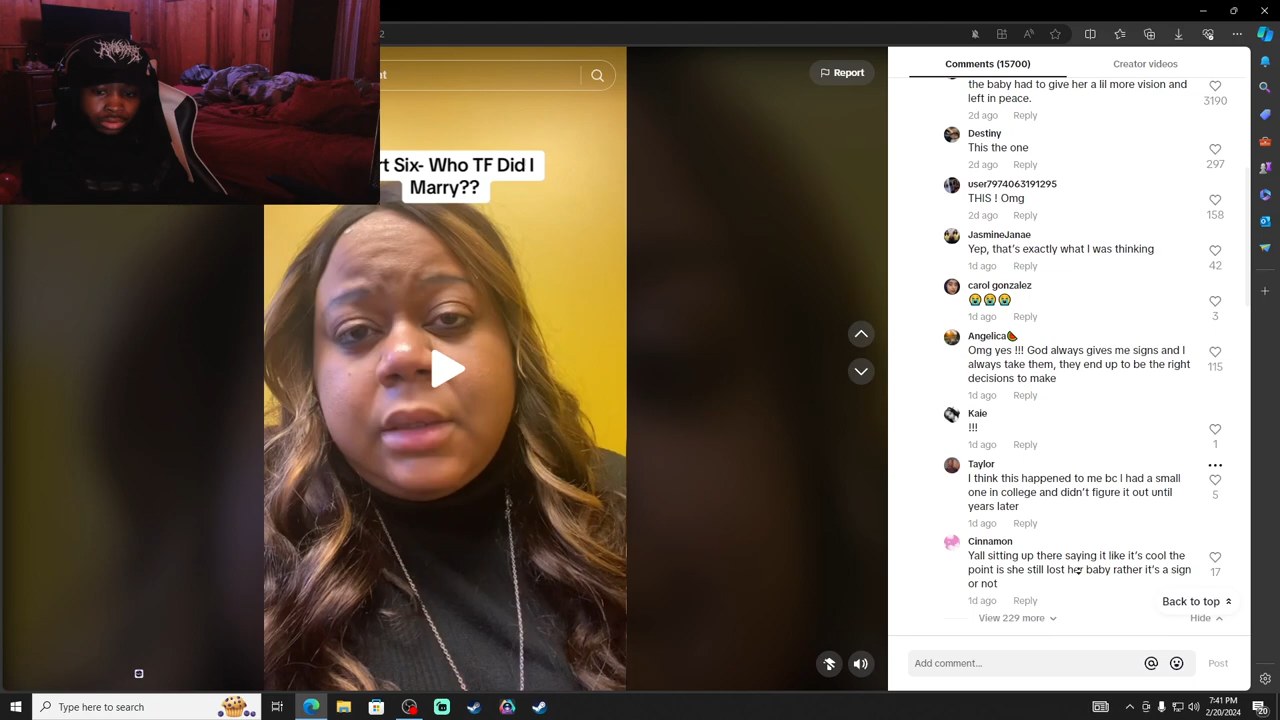 2
nt
Report
rt Six- Who TF Did I
Marry??
Comments (15700)
Creator videos
the baby had to give her a lil more vision and
left in peace.
3190
2d ago
Reply
Destiny
This the one
297
2d ago
Reply
user7974063191295
THIS ! Omg
158
2d ago
Reply
JasmineJanae
Yep, that's exactly what I was thinking
42
1d ago
Reply
carol gonzalez
😭😭😭
3
1d ago
Reply
Angelica🍉
Omg yes !!! God always gives me signs and I
always take them, they end up to be the right
decisions to make
115
1d ago
Reply
Kaie
!!!
1
1d ago
Reply
Taylor
I think this happened to me bc I had a small
one in college and didn't figure it out until
years later
5
1d ago
Reply
Cinnamon
Yall sitting up there saying it like it's cool the
point is she still lost her baby rather it's a sign
or not
17
1d ago
Reply
Back to top
View 229 more
Hide
Add comment...
Post
Type here to search
7:41 PM
2/20/2024